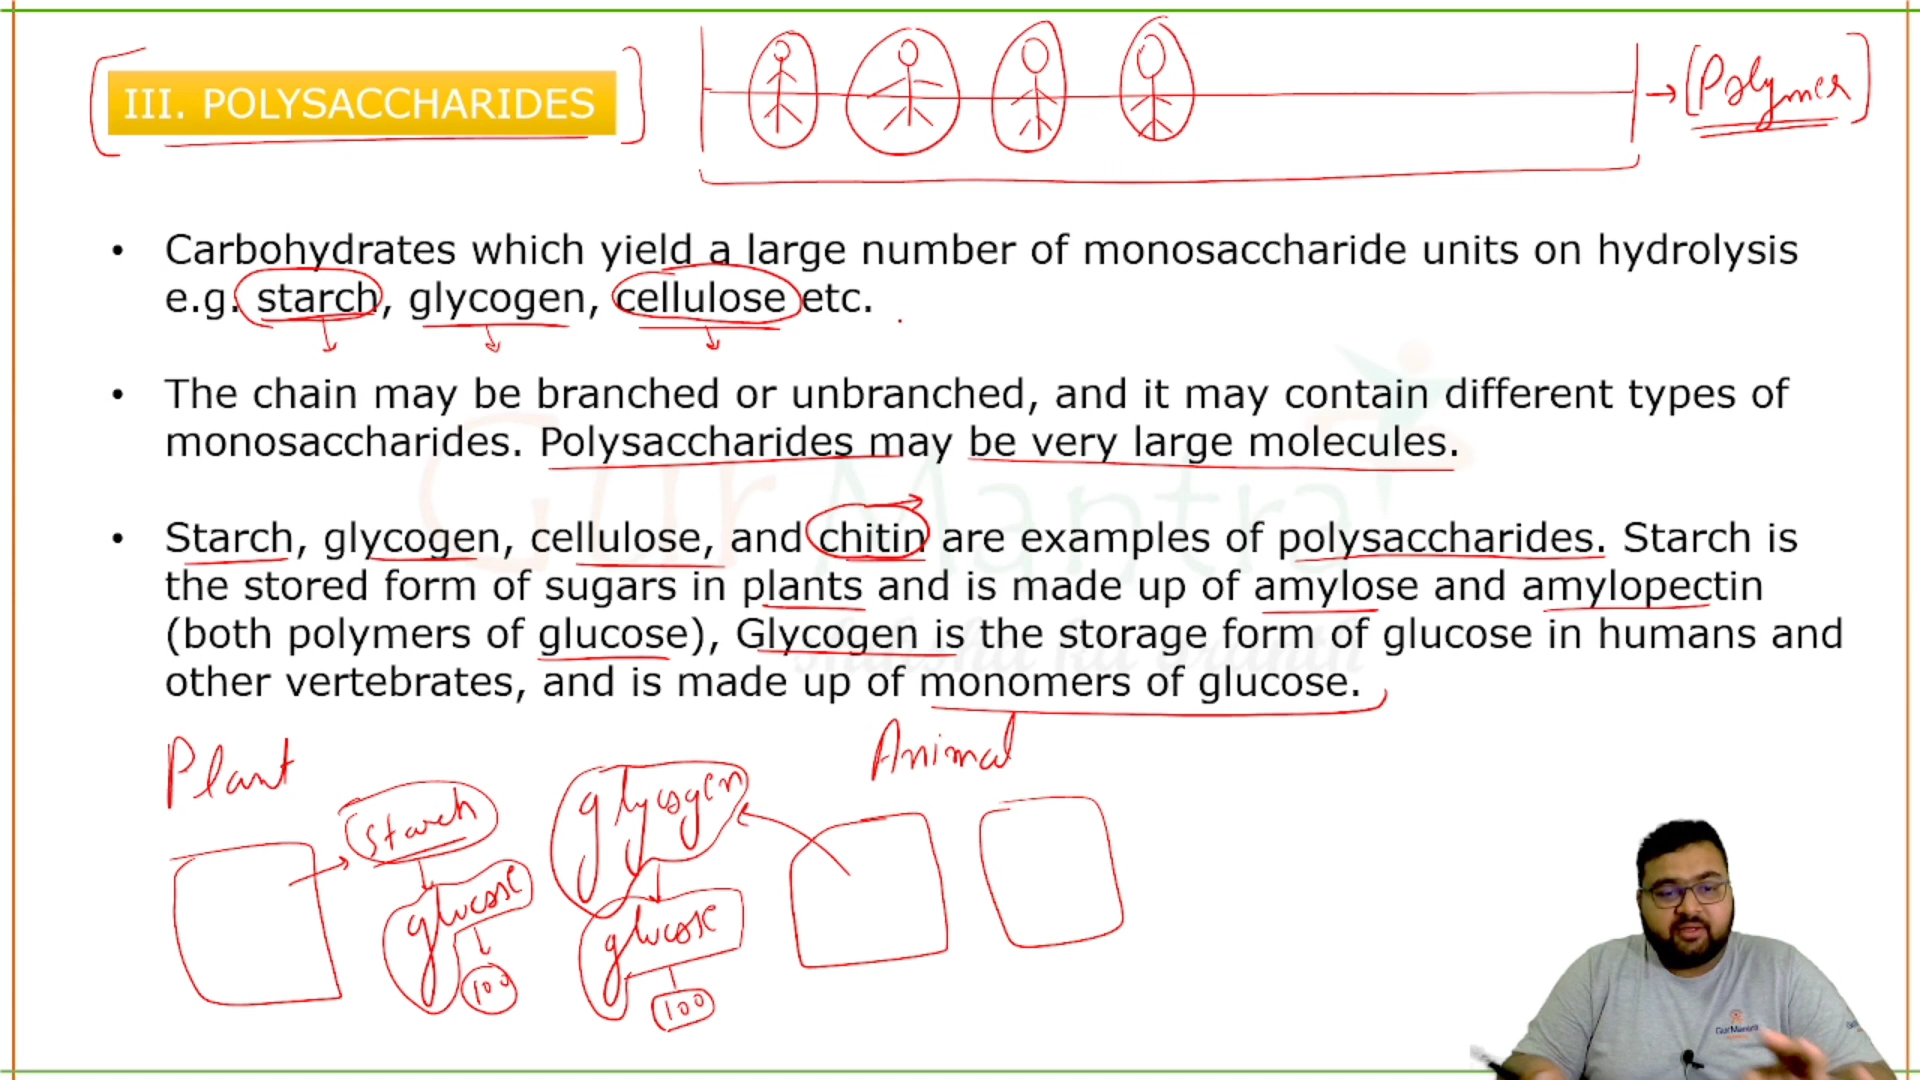 III. POLYSACCHARIDES
→ [Polymer]
• Carbohydrates which yield a large number of monosaccharide units on hydrolysis
e.g. starch, glycogen, cellulose etc.
• The chain may be branched or unbranched, and it may contain different types of
monosaccharides. Polysaccharides may be very large molecules.
• Starch, glycogen, cellulose, and chitin are examples of polysaccharides. Starch is
the stored form of sugars in plants and is made up of amylose and amylopectin
(both polymers of glucose), Glycogen is the storage form of glucose in humans and
other vertebrates, and is made up of monomers of glucose.
Plant
Starch
glucose
100
glycogen
glucose
100
Animal
GurMantra
GurMantra